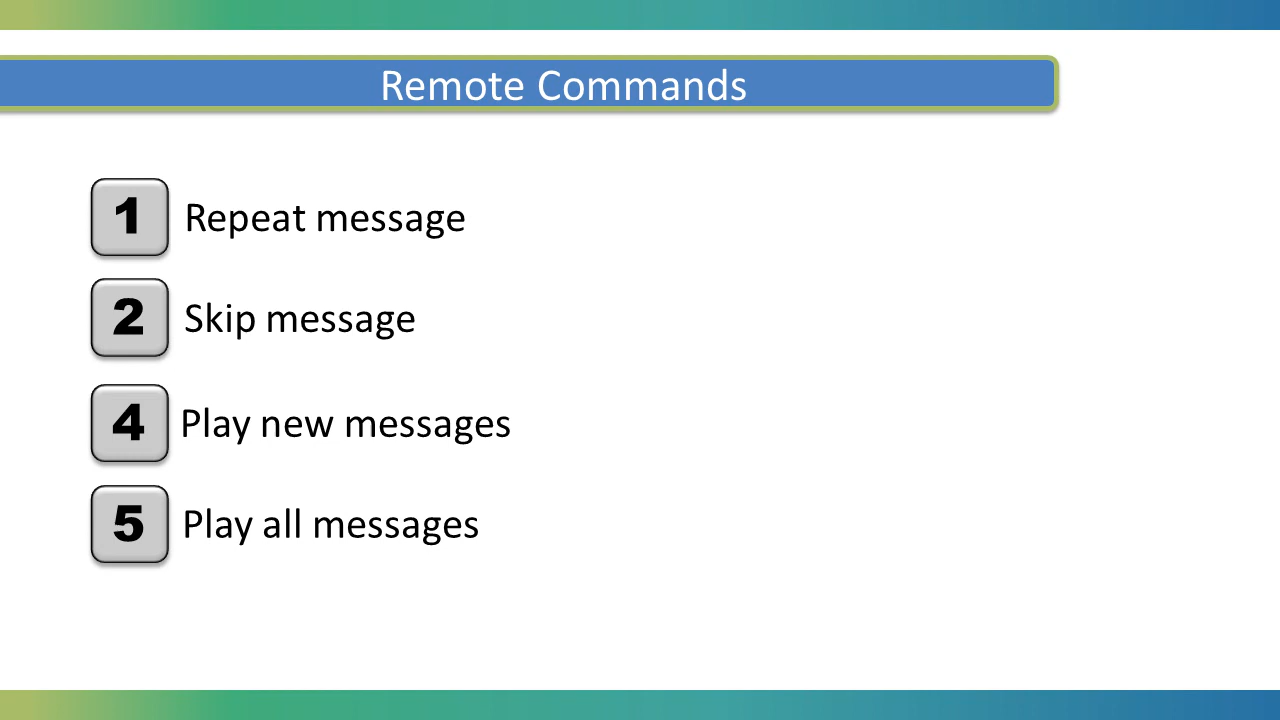 Remote Commands
1 Repeat message
2 Skip message
4 Play new messages
5 Play all messages